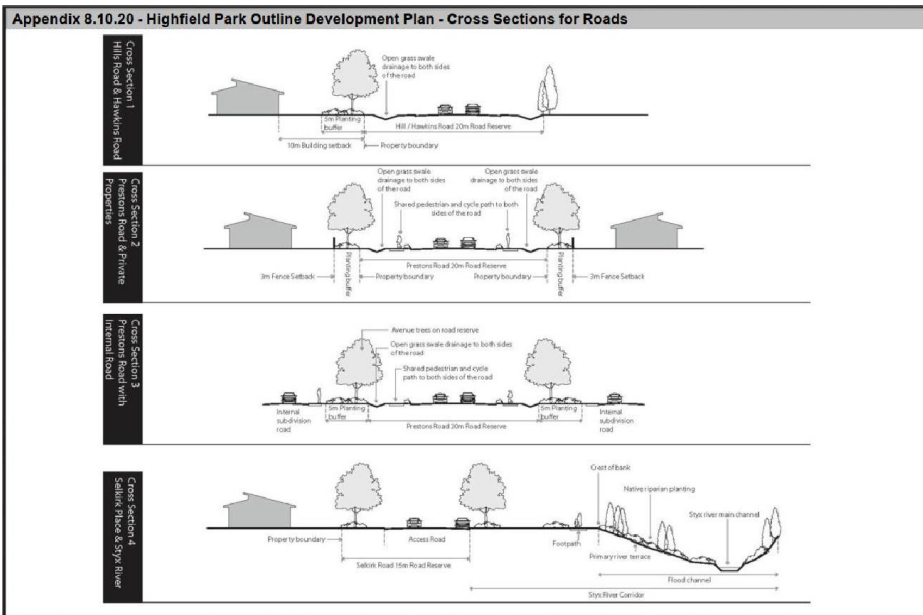 Appendix 8.10.20 - Highfield Park Outline Development Plan - Cross Sections for Roads
Cross Section 1
Hills Road & Hawkins Road
Open grass swale
drainage to both sides
of the road
5m Planting
buffer
Hill / Hawkins Road 20m Road Reserve
10m Building setback
Property boundary
Cross Section 2
Prestons Road & Private
Properties
Open grass swale
drainage to both sides
of the road
Shared pedestrian and cycle path to both
sides of the road
Open grass swale
drainage to both sides
of the road
Planting
buffer
Prestons Road 20m Road Reserve
Planting
buffer
3m Fence Setback
Property boundary
Property boundary
3m Fence Setback
Cross Section 3
Prestons Road with
Internal Road
Avenue trees on road reserve
Open grass swale drainage to both sides
of the road
Shared pedestrian and cycle
path to both sides of the road
Internal
subdivision
road
5m Planting
buffer
Prestons Road 20m Road Reserve
5m Planting
buffer
Internal
subdivision
road
Cross Section 4
Selkirk Place & Styx River
Crest of bank
Native riparian planting
Styx river main channel
Property boundary
Access Road
Footpath
Primary river terrace
Selkirk Road 16m Road Reserve
Flood channel
Styx River Corridor